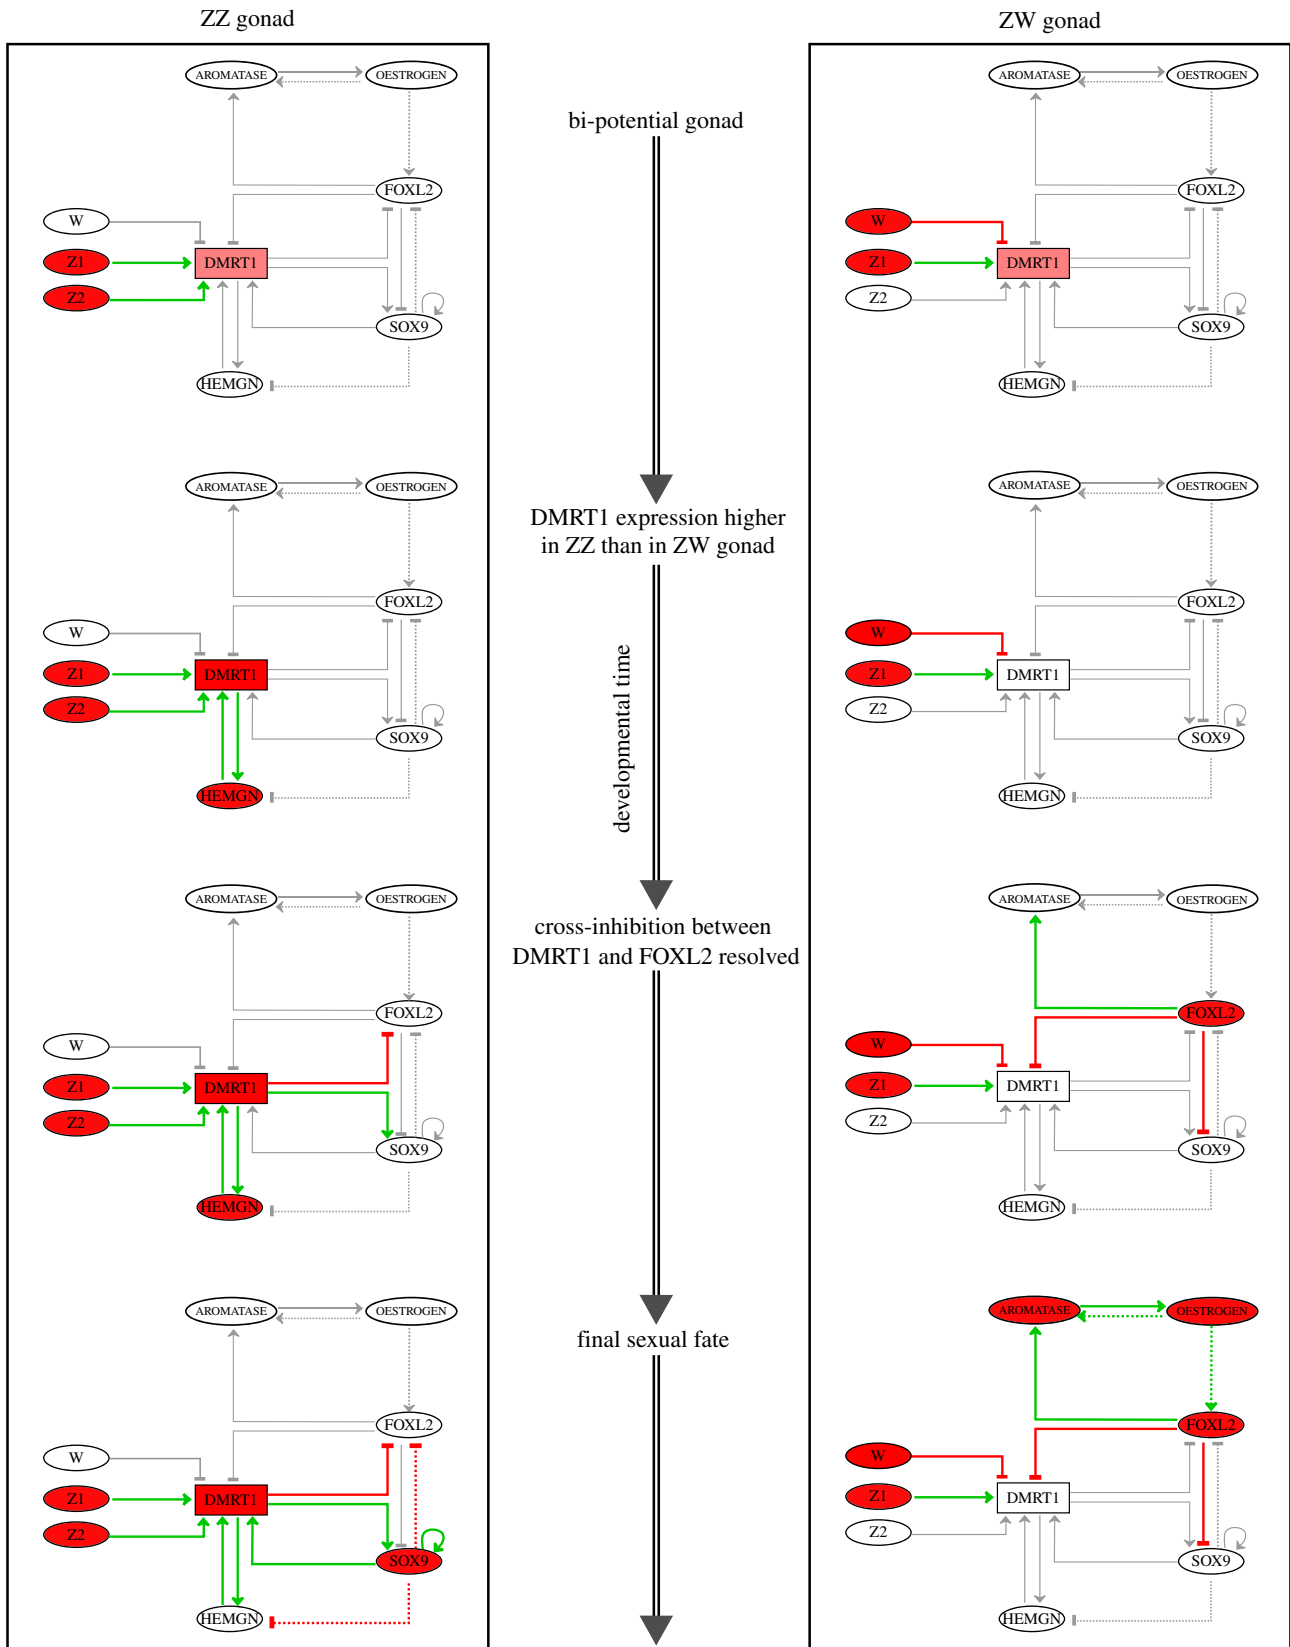 ZZ gonad
ZW gonad
AROMATASE OESTROGEN
FOXL2
W
Z1 DMRT1
Z2
SOX9
HEMGN
bi-potential gonad
AROMATASE OESTROGEN
FOXL2
W
Z1 DMRT1
Z2
SOX9
HEMGN
AROMATASE OESTROGEN
FOXL2
W
Z1 DMRT1
Z2
SOX9
HEMGN
DMRT1 expression higher
in ZZ than in ZW gonad
developmental time
AROMATASE OESTROGEN
FOXL2
W
Z1 DMRT1
Z2
SOX9
HEMGN
AROMATASE OESTROGEN
FOXL2
W
Z1 DMRT1
Z2
SOX9
HEMGN
cross-inhibition between
DMRT1 and FOXL2 resolved
AROMATASE OESTROGEN
FOXL2
W
Z1 DMRT1
Z2
SOX9
HEMGN
AROMATASE OESTROGEN
FOXL2
W
Z1 DMRT1
Z2
SOX9
HEMGN
final sexual fate
AROMATASE OESTROGEN
FOXL2
W
Z1 DMRT1
Z2
SOX9
HEMGN